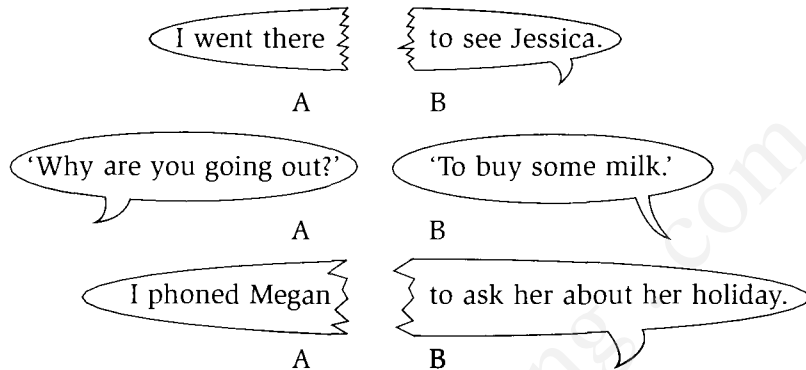 I went there to see Jessica.
A B
‘Why are you going out?’ ‘To buy some milk.’
A B
I phoned Megan to ask her about her holiday.
A B